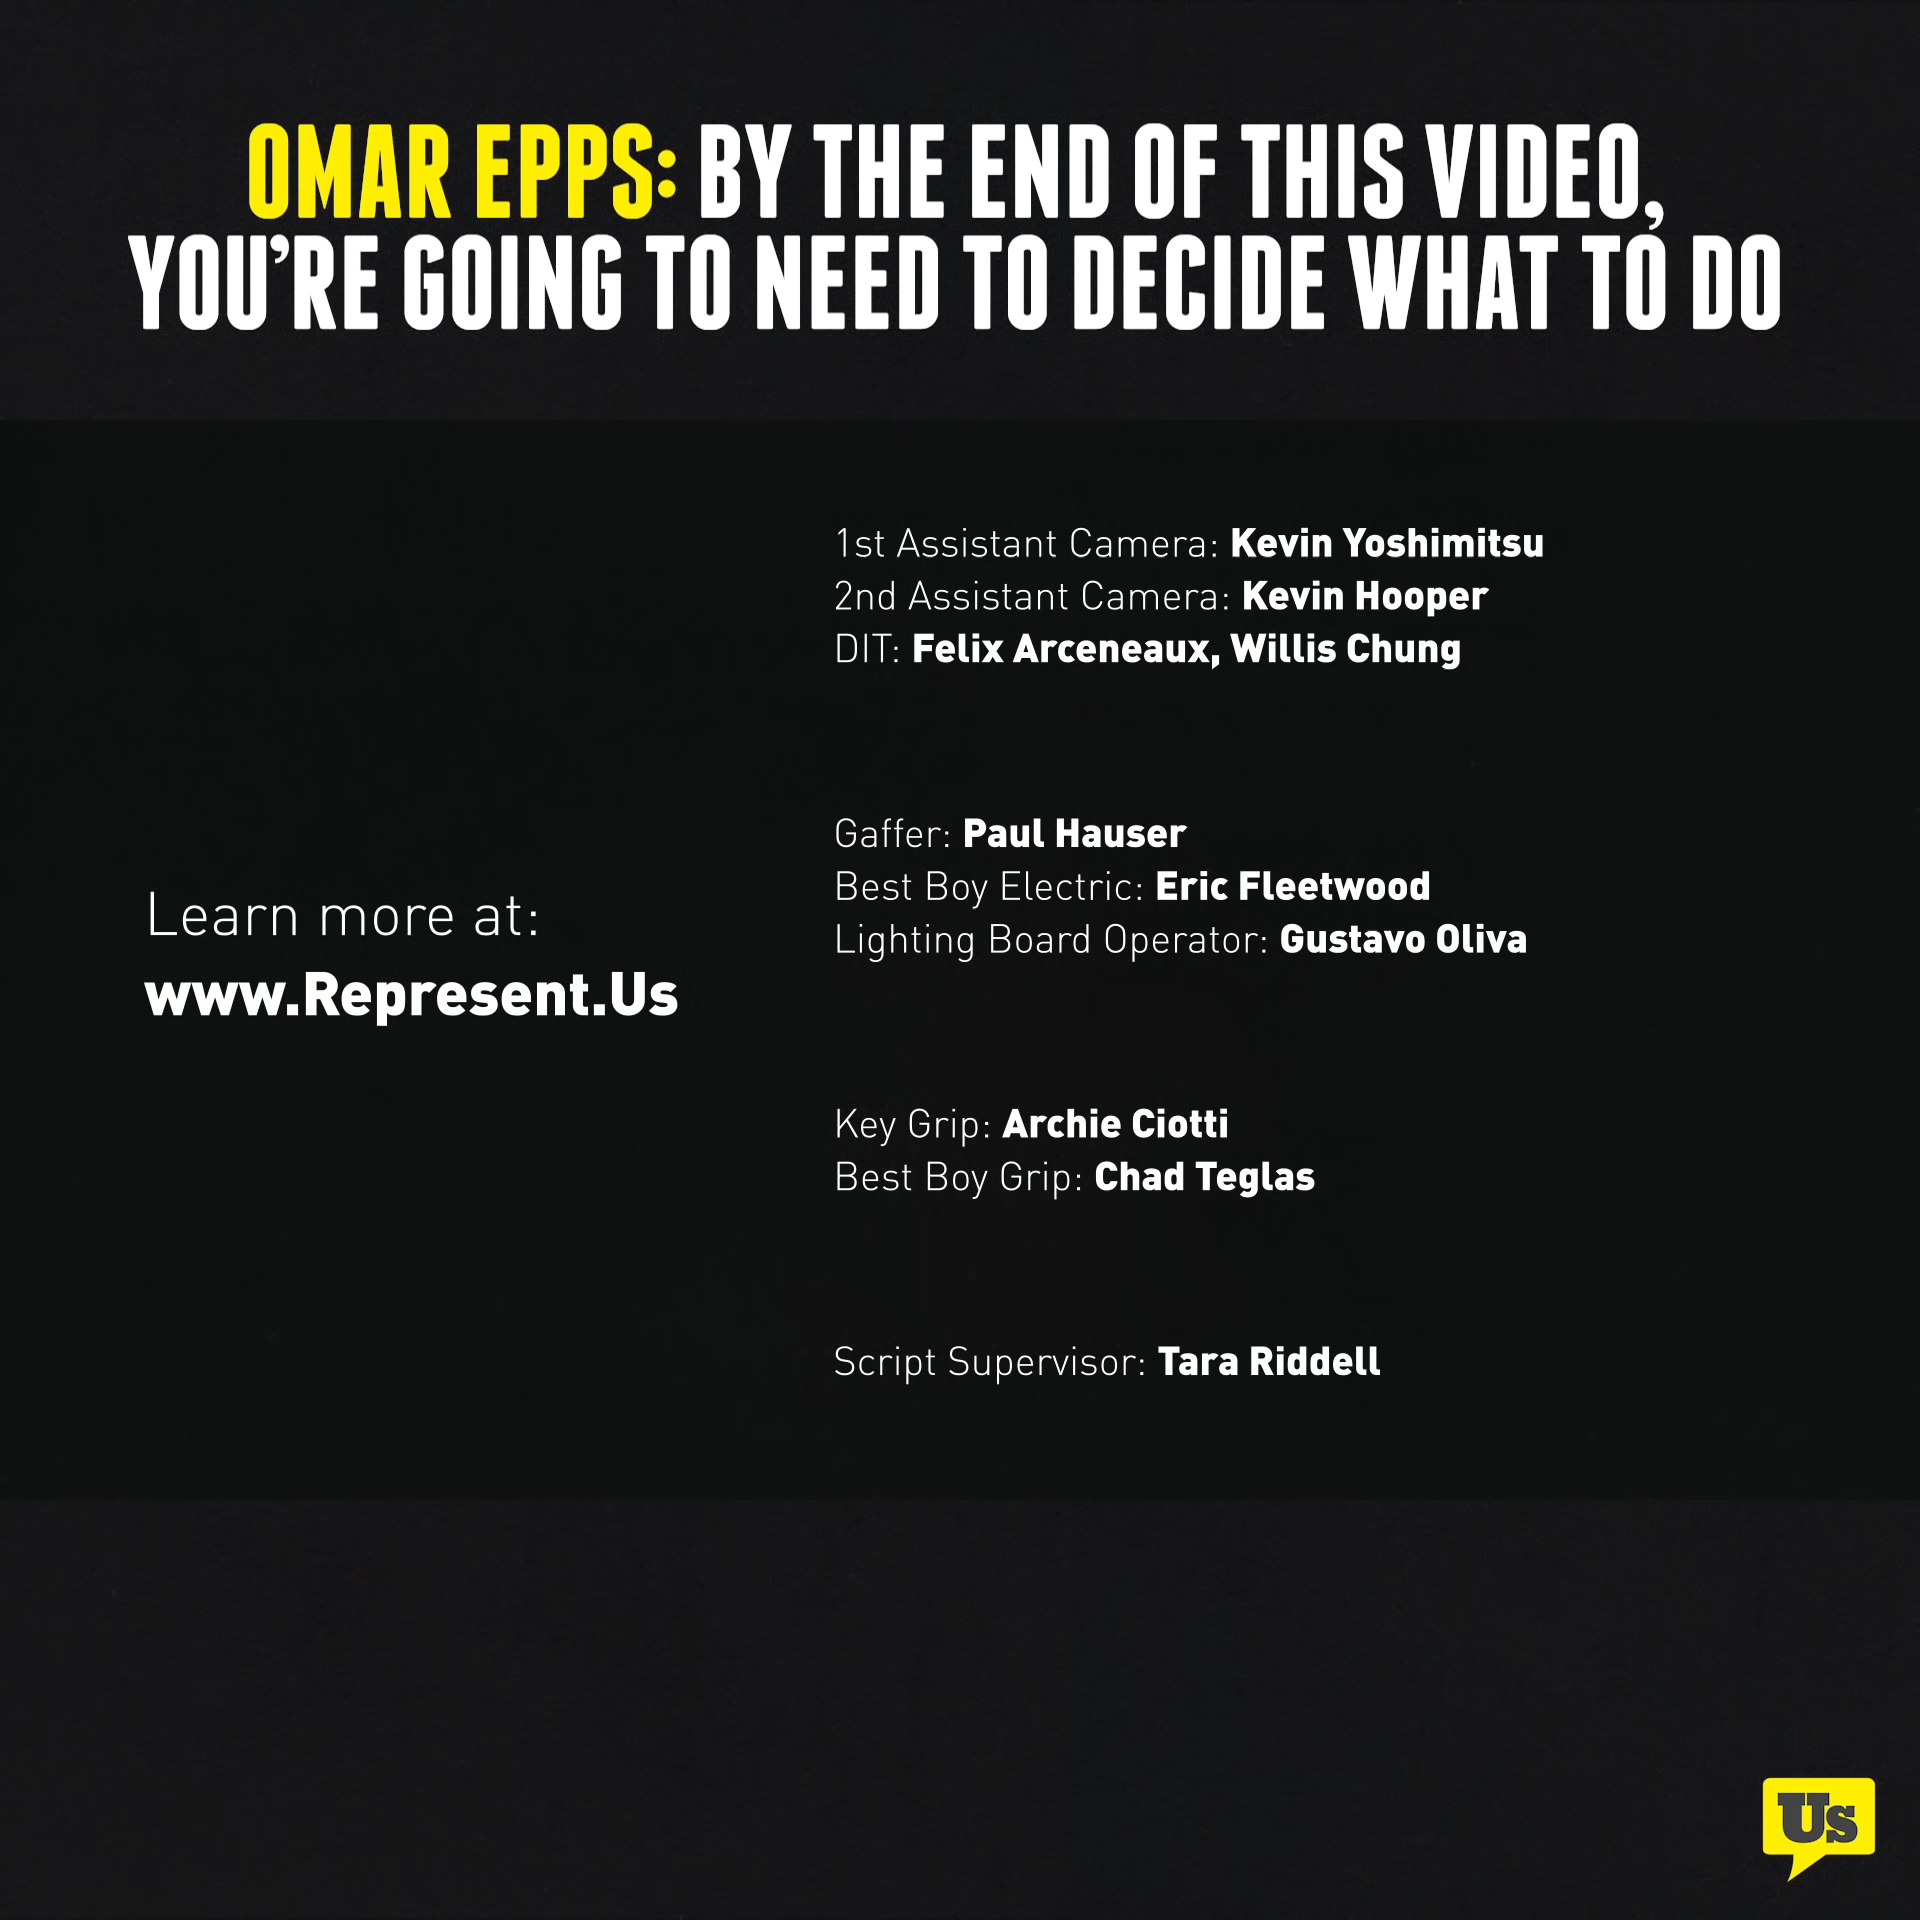 OMAR EPPS: BY THE END OF THIS VIDEO,
YOU'RE GOING TO NEED TO DECIDE WHAT TO DO
1st Assistant Camera: Kevin Yoshimitsu
2nd Assistant Camera: Kevin Hooper
DIT: Felix Arceneaux, Willis Chung
Gaffer: Paul Hauser
Best Boy Electric: Eric Fleetwood
Lighting Board Operator: Gustavo Oliva
Learn more at:
www.Represent.Us
Key Grip: Archie Ciotti
Best Boy Grip: Chad Teglas
Script Supervisor: Tara Riddell
Us